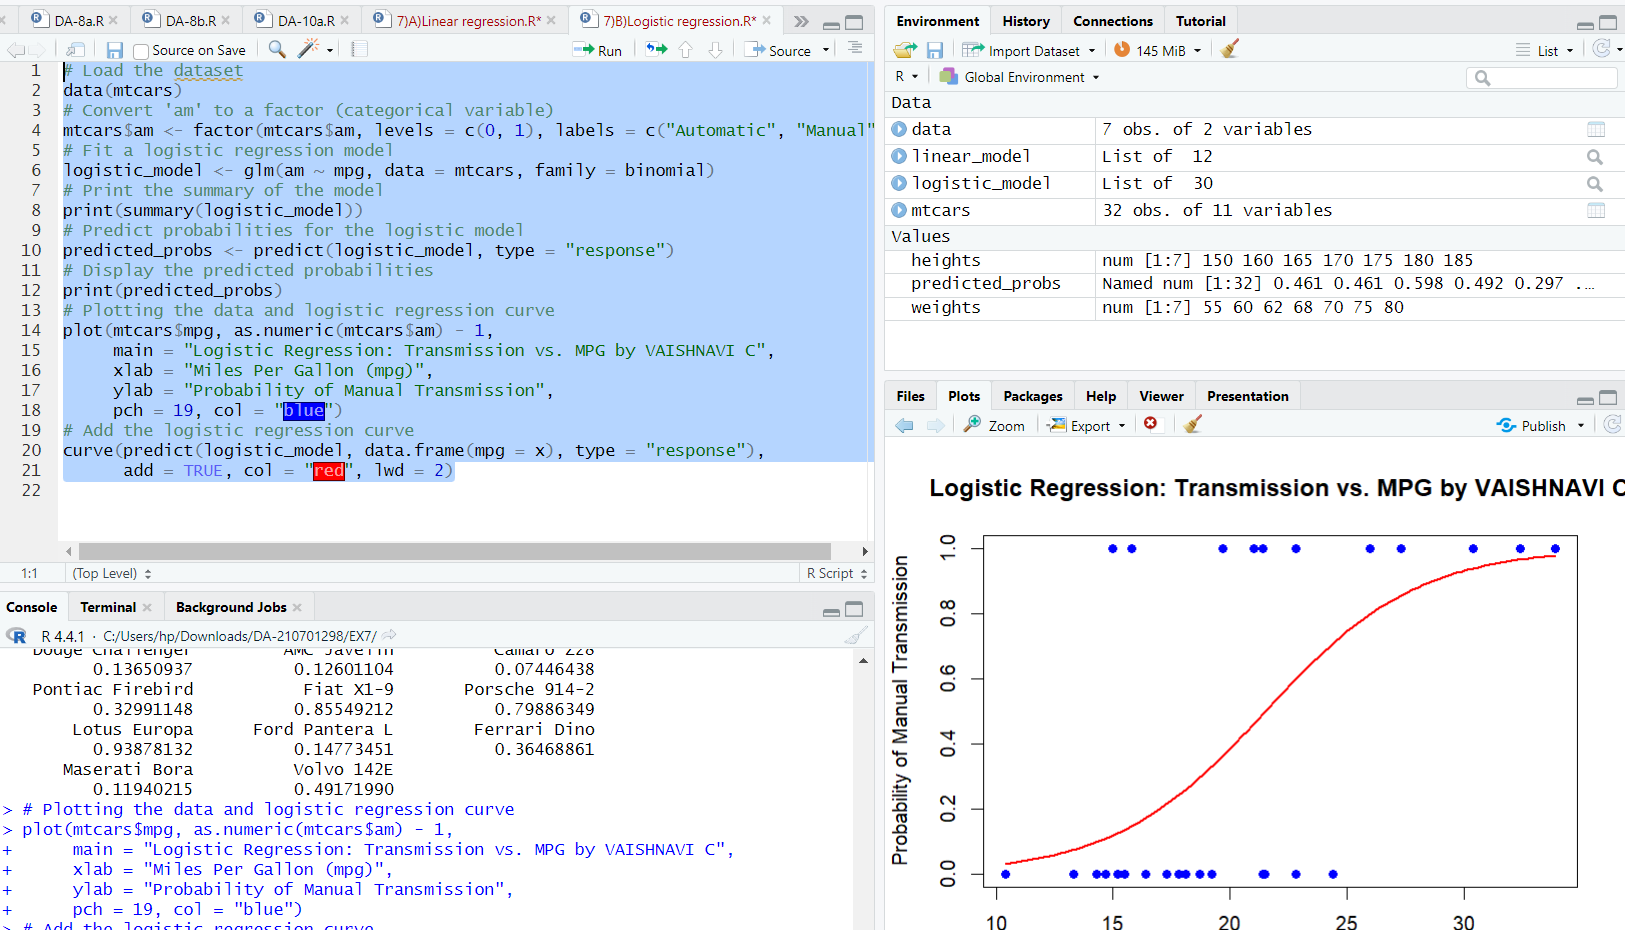 DA-8a.R
DA-8b.R
DA-10a.R
7)A)Linear regression.R*
7)B)Logistic regression.R*
Source on Save
Run
Source
1 # Load the dataset
2 data(mtcars)
3 # Convert 'am' to a factor (categorical variable)
4 mtcars$am <- factor(mtcars$am, levels = c(0, 1), labels = c("Automatic", "Manual"
5 # Fit a logistic regression model
6 logistic_model <- glm(am ~ mpg, data = mtcars, family = binomial)
7 # Print the summary of the model
8 print(summary(logistic_model))
9 # Predict probabilities for the logistic model
10 predicted_probs <- predict(logistic_model, type = "response")
11 # Display the predicted probabilities
12 print(predicted_probs)
13 # Plotting the data and logistic regression curve
14 plot(mtcars$mpg, as.numeric(mtcars$am) - 1,
15 main = "Logistic Regression: Transmission vs. MPG by VAISHNAVI C",
16 xlab = "Miles Per Gallon (mpg)",
17 ylab = "Probability of Manual Transmission",
18 pch = 19, col = "blue")
19 # Add the logistic regression curve
20 curve(predict(logistic_model, data.frame(mpg = x), type = "response"),
21 add = TRUE, col = "red", lwd = 2)
22
1:1 (Top Level) R Script
Console Terminal Background Jobs
R 4.4.1 · C:/Users/hp/Downloads/DA-210701298/EX7/
Dodge Challenger AMC Javelin Camaro Z28
0.13650937 0.12601104 0.07446438
Pontiac Firebird Fiat X1-9 Porsche 914-2
0.32991148 0.85549212 0.79886349
Lotus Europa Ford Pantera L Ferrari Dino
0.93878132 0.14773451 0.36468861
Maserati Bora Volvo 142E
0.11940215 0.49171990
> # Plotting the data and logistic regression curve
> plot(mtcars$mpg, as.numeric(mtcars$am) - 1,
+ main = "Logistic Regression: Transmission vs. MPG by VAISHNAVI C",
+ xlab = "Miles Per Gallon (mpg)",
+ ylab = "Probability of Manual Transmission",
+ pch = 19, col = "blue")
> # Add the logistic regression curve
Environment History Connections Tutorial
Import Dataset 145 MiB List
R Global Environment
Data
data 7 obs. of 2 variables
linear_model List of 12
logistic_model List of 30
mtcars 32 obs. of 11 variables
Values
heights num [1:7] 150 160 165 170 175 180 185
predicted_probs Named num [1:32] 0.461 0.461 0.598 0.492 0.297 ...
weights num [1:7] 55 60 62 68 70 75 80
Files Plots Packages Help Viewer Presentation
Zoom Export Publish
Logistic Regression: Transmission vs. MPG by VAISHNAVI C
Probability of Manual Transmission
1.0
0.8
0.6
0.4
0.2
0.0
10 15 20 25 30